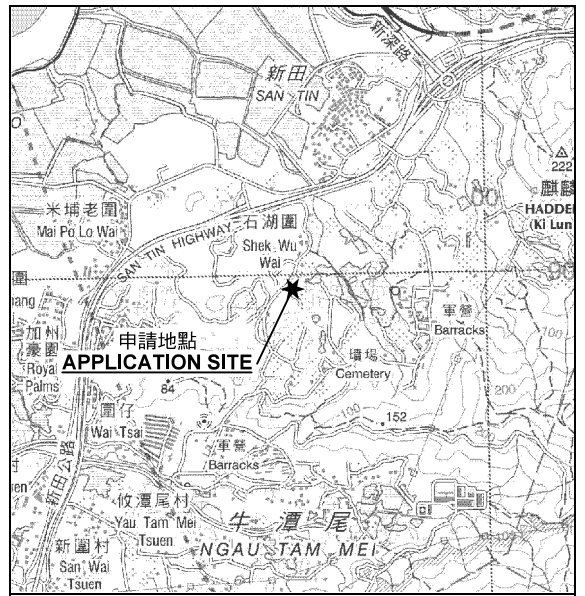 新深路
新田
SAN TIN
222
麒麟
HADDEN
(Ki Lun
米埔老圍
Mai Po Lo Wai
石湖圍
Shek Wu
Wai
SAN TIN HIGHWAY
圍
加州
豪園
Royal
Palms
申請地點
APPLICATION SITE
軍營
Barracks
墳場
Cemetery
84
100
152
200
100
圍仔
Wai Tsai
軍營
Barracks
新田公路
攸潭尾村
Yau Tam Mei
Tsuen
牛潭尾
NGAU TAM MEI
新圍村
San Wai
Tsuen